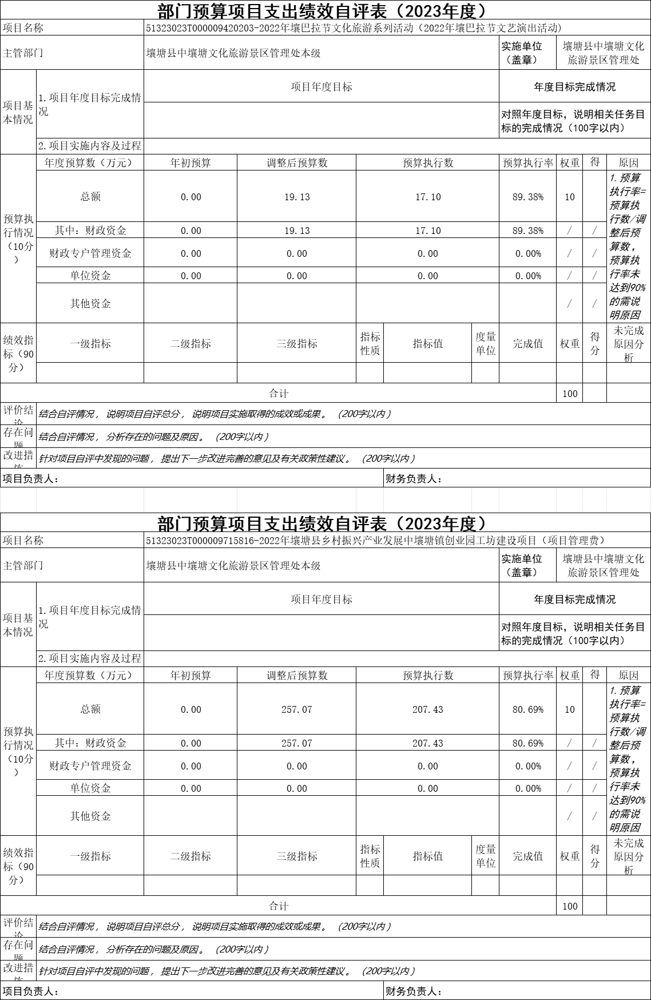 部门预算项目支出绩效自评表（2023年度）
项目名称 51323023T000009420203-2022年壤巴拉节文化旅游系列活动（2022年壤巴拉节文艺演出活动)
主管部门 壤塘县中壤塘文化旅游景区管理处本级 实施单位（盖章） 壤塘县中壤塘文化旅游景区管理处
项目基本情况 1.项目年度目标完成情况 项目年度目标 年度目标完成情况
对照年度目标，说明相关任务目标的完成情况（100字以内）
2.项目实施内容及过程
预算执行情况（10分） 年度预算数（万元） 年初预算 调整后预算数 预算执行数 预算执行率 权重 得 原因
总额 0.00 19.13 17.10 89.38% 10 1.预算执行率=预算执行数/调整后预算数，预算执行率未达到90%的需说明原因
其中：财政资金 0.00 19.13 17.10 89.38% / /
财政专户管理资金 0.00 0.00 0.00 0.00% / /
单位资金 0.00 0.00 0.00 0.00% / /
其他资金 / /
绩效指标（90分） 一级指标 二级指标 三级指标 指标性质 指标值 度量单位 完成值 权重 得分 未完成原因分析
合计 100
评价结论 结合自评情况，说明项目自评总分，说明项目实施取得的成效或成果。（200字以内）
存在问题 结合自评情况，分析存在的问题及原因。（200字以内）
改进措施 针对项目自评中发现的问题，提出下一步改进完善的意见及有关政策性建议。（200字以内）
项目负责人： 财务负责人：
部门预算项目支出绩效自评表（2023年度）
项目名称 51323023T000009715816-2022年壤塘县乡村振兴产业发展中壤塘镇创业园工坊建设项目（项目管理费）
主管部门 壤塘县中壤塘文化旅游景区管理处本级 实施单位（盖章） 壤塘县中壤塘文化旅游景区管理处
项目基本情况 1.项目年度目标完成情况 项目年度目标 年度目标完成情况
对照年度目标，说明相关任务目标的完成情况（100字以内）
2.项目实施内容及过程
预算执行情况（10分） 年度预算数（万元） 年初预算 调整后预算数 预算执行数 预算执行率 权重 得 原因
总额 0.00 257.07 207.43 80.69% 10 1.预算执行率=预算执行数/调整后预算数，预算执行率未达到90%的需说明原因
其中：财政资金 0.00 257.07 207.43 80.69% / /
财政专户管理资金 0.00 0.00 0.00 0.00% / /
单位资金 0.00 0.00 0.00 0.00% / /
其他资金 / /
绩效指标（90分） 一级指标 二级指标 三级指标 指标性质 指标值 度量单位 完成值 权重 得分 未完成原因分析
合计 100
评价结论 结合自评情况，说明项目自评总分，说明项目实施取得的成效或成果。（200字以内）
存在问题 结合自评情况，分析存在的问题及原因。（200字以内）
改进措施 针对项目自评中发现的问题，提出下一步改进完善的意见及有关政策性建议。（200字以内）
项目负责人： 财务负责人：